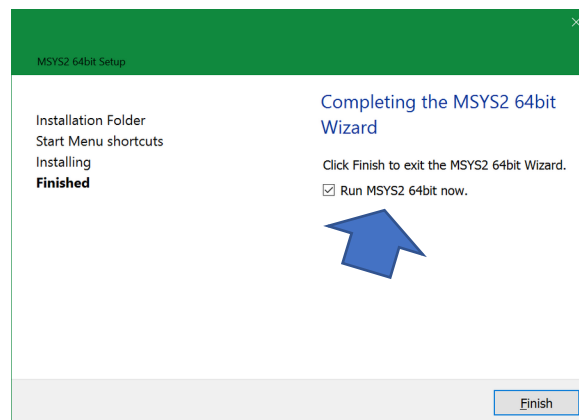 MSYS2 64bit Setup
Installation Folder
Start Menu shortcuts
Installing
Finished
Completing the MSYS2 64bit
Wizard
Click Finish to exit the MSYS2 64bit Wizard.
Run MSYS2 64bit now.
Finish